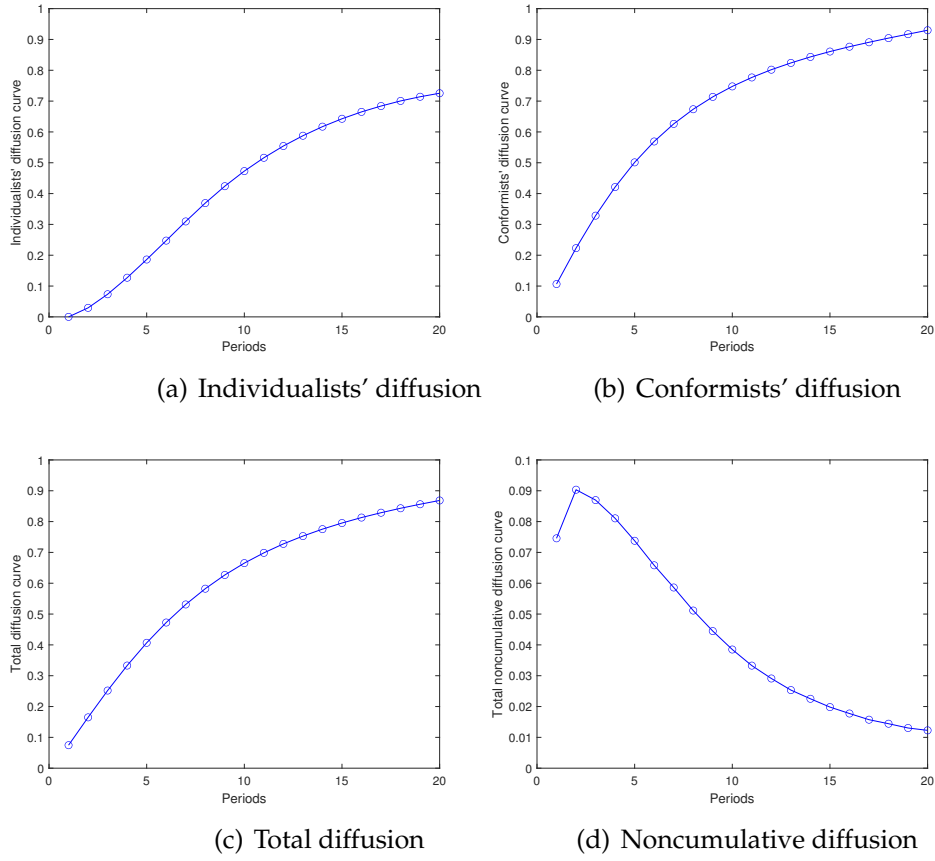 1
0.9
0.8
0.7
0.6
0.5
0.4
0.3
0.2
0.1
0
Individualists' diffusion curve
0 5 10 15 20
Periods
(a) Individualists' diffusion
1
0.9
0.8
0.7
0.6
0.5
0.4
0.3
0.2
0.1
0
Conformists' diffusion curve
0 5 10 15 20
Periods
(b) Conformists' diffusion
1
0.9
0.8
0.7
0.6
0.5
0.4
0.3
0.2
0.1
0
Total diffusion curve
0 5 10 15 20
Periods
(c) Total diffusion
0.1
0.09
0.08
0.07
0.06
0.05
0.04
0.03
0.02
0.01
0
Total noncumulative diffusion curve
0 5 10 15 20
Periods
(d) Noncumulative diffusion